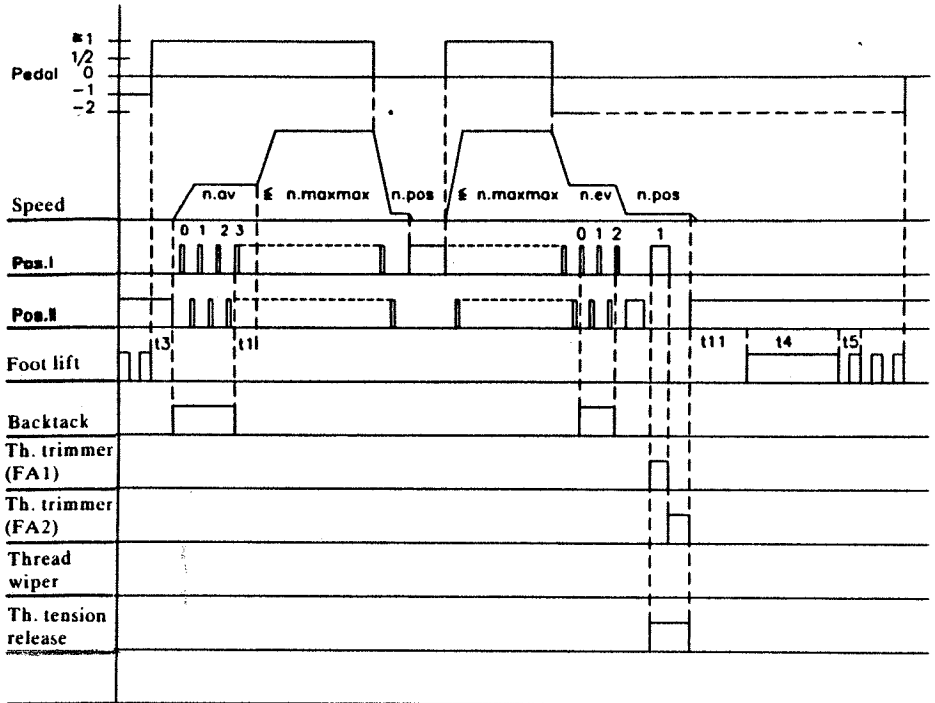 ≥1
1/2
Pedal 0
-1
-2
Speed n.av ≤ n.maxmax n.pos ≤ n.maxmax n.ev n.pos
0 1 2 3 0 1 2 1
Pos.I
Pos.II
t3 t1 t11 t4 t5
Foot lift
Backtack
Th. trimmer
(FA1)
Th. trimmer
(FA2)
Thread
wiper
Th. tension
release